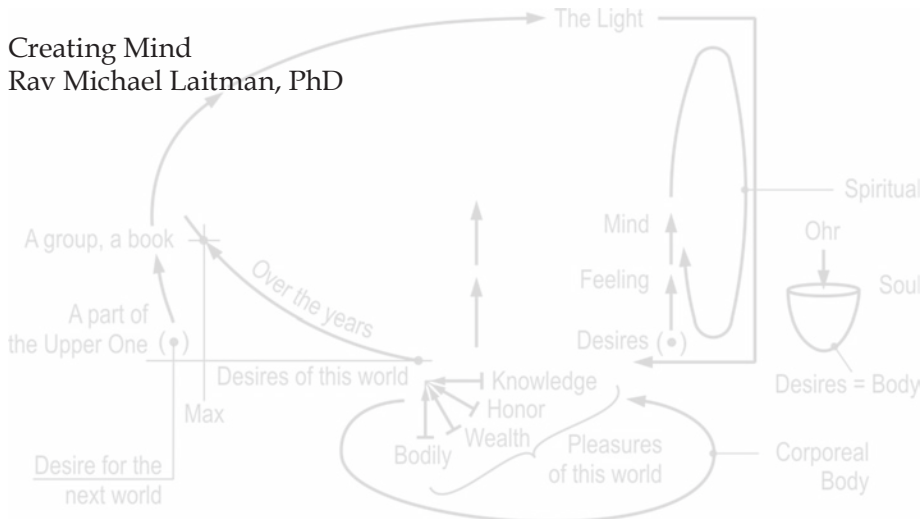 The Light
Creating Mind
Rav Michael Laitman, PhD
Spiritual
A group, a book
Mind
Ohr
Over the years
Feeling
Soul
A part of
the Upper One (•)
Desires (•)
Desires of this world
Knowledge
Desires = Body
Max
Honor
Wealth
Bodily
Pleasures
of this world
Corporeal
Body
Desire for the
next world